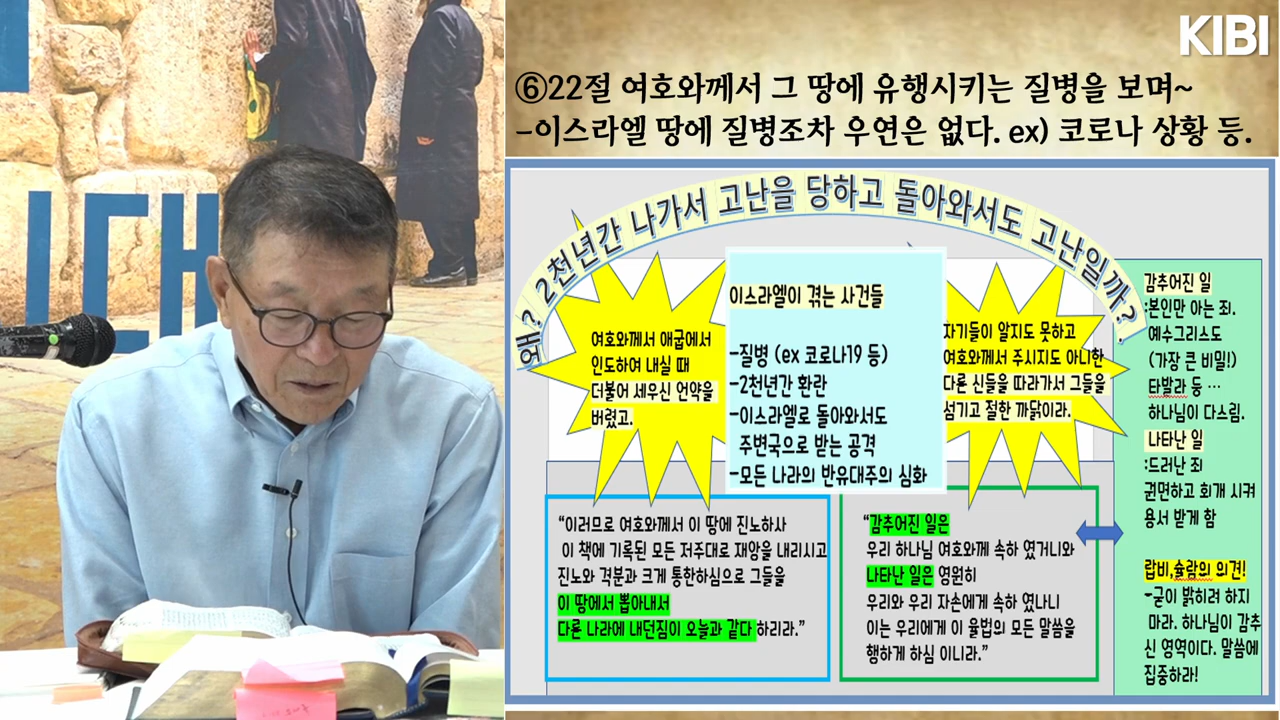 KIBI
⑥22절 여호와께서 그 땅에 유행시키는 질병을 보며~
-이스라엘 땅에 질병조차 우연은 없다. ex) 코로나 상황 등.
왜? 2천년간 나가서 고난을 당하고 돌아와서도 고난일까?
여호와께서 애굽에서
인도하여 내실 때
더불어 세우신 언약을
버렸고.
이스라엘이 겪는 사건들
-질병 (ex 코로나19 등)
-2천년간 환란
-이스라엘로 돌아와서도
주변국으로 받는 공격
-모든 나라의 반유대주의 심화
자기들이 알지도 못하고
여호와께서 주시지도 아니한
다론 신들을 따라가서 그들을
섬기고 절한 까닭이라.
"이러므로 여호와께서 이 땅에 진노하사
이 책에 기록된 모든 저주대로 재앙을 내리시고
진노와 격분과 크게 통한하심으로 그들을
이 땅에서 뽑아내서
다른 나라에 내던짐이 오늘과 같다 하리라."
"감추어진 일은
우리 하나님 여호와께 속하 였거니와
나타난 일은 영원히
우리와 우리 자손에게 속하 였나니
이는 우리에게 이 율법의 모든 말씀을
행하게 하심 이니라."
감추어진 일
:본인만 아는 죄.
예수그리스도
(가장 큰 비밀!)
타발라 등 …
하나님이 다스림.
나타난 일
:드러난 죄
권면하고 회개 시켜
용서 받게 함
랍비,슐람의 의견!
-굳이 밝히려 하지
마라. 하나님이 감추
신 영역이다. 말씀에
집중하라!